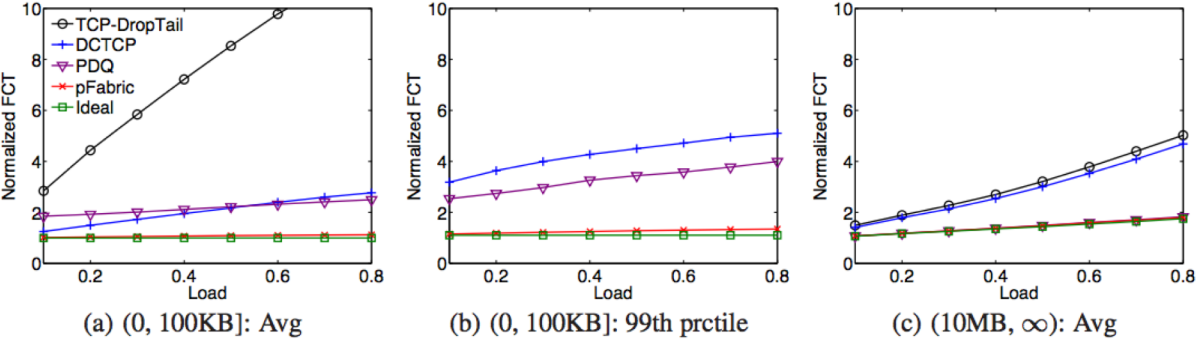 10
8
6
4
2
0
Normalized FCT
TCP-DropTail
DCTCP
PDQ
pFabric
Ideal
0.2 0.4 0.6 0.8
Load
(a) (0, 100KB]: Avg
10
8
6
4
2
0
Normalized FCT
0.2 0.4 0.6 0.8
Load
(b) (0, 100KB]: 99th prctile
10
8
6
4
2
0
Normalized FCT
0.2 0.4 0.6 0.8
Load
(c) (10MB, ∞): Avg